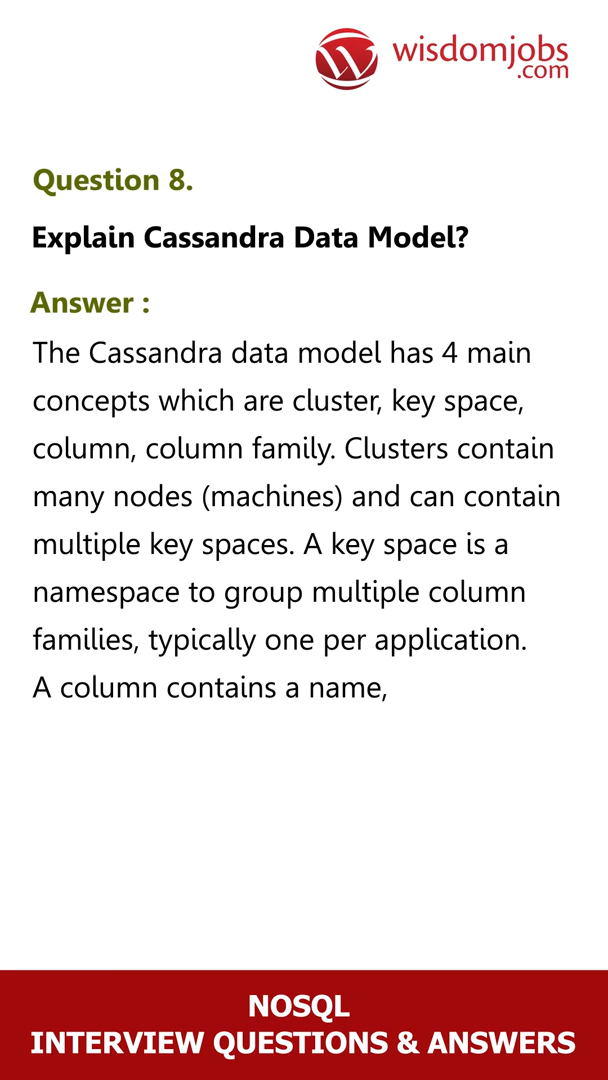 wisdomjobs
.com
Question 8.
Explain Cassandra Data Model?
Answer :
The Cassandra data model has 4 main
concepts which are cluster, key space,
column, column family. Clusters contain
many nodes (machines) and can contain
multiple key spaces. A key space is a
namespace to group multiple column
families, typically one per application.
A column contains a name,
NOSQL
INTERVIEW QUESTIONS & ANSWERS